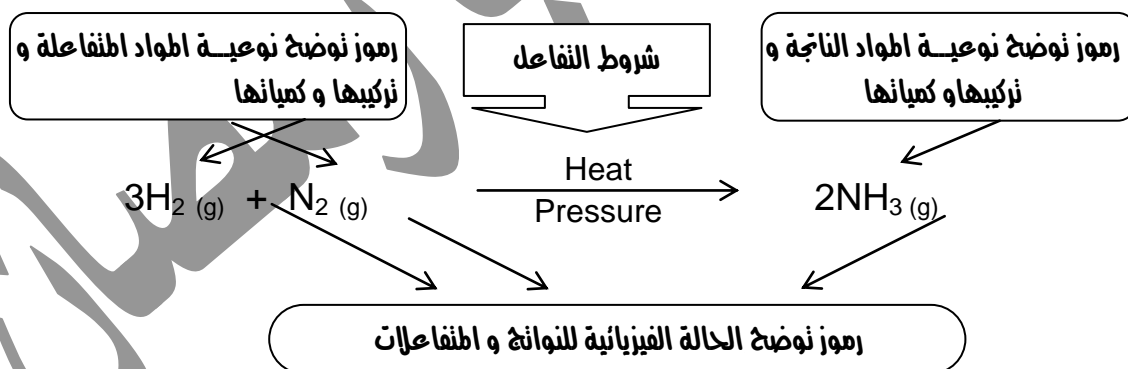 رموز توضح نوعيــة المواد المتفاعلة و
تركيبها و كمياتها
شروط التفاعل
رموز توضح نوعيــة المواد الناتجة و
تركيبهاو كمياتها
3H₂ (g) + N₂ (g) Heat Pressure 2NH₃ (g)
رموز توضح الحالة الفيزيائية للنواتج و المتفاعلات